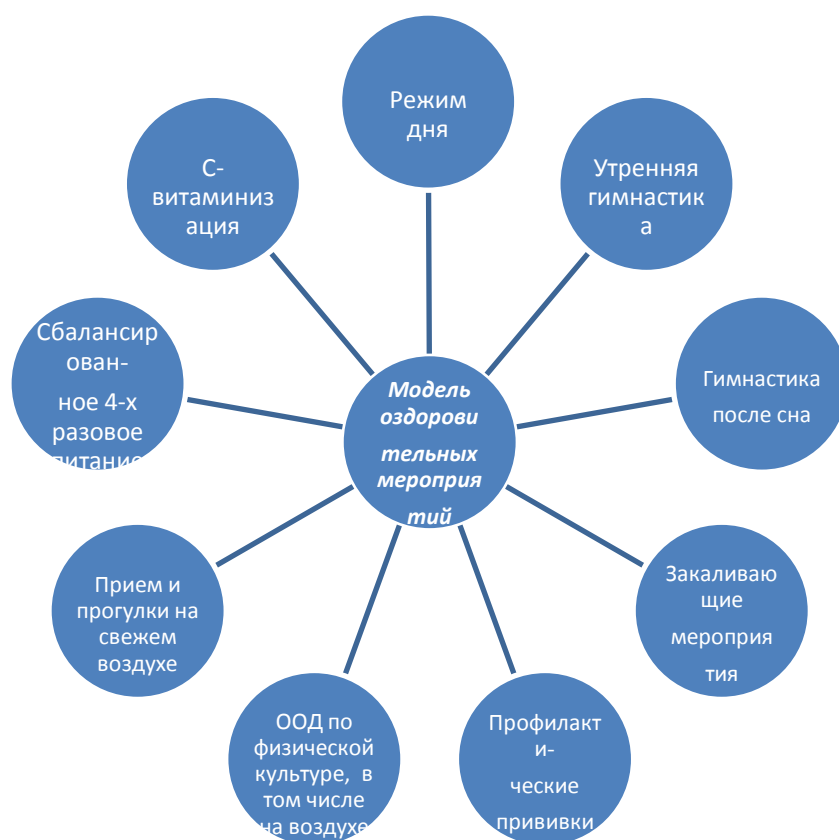 Режим
дня
Утренняя
гимнастик
а
Гимнастика
после сна
Закаливаю
щие
мероприя
тия
Профилакт
и-
ческие
прививки
ООД по
физической
культуре, в
том числе
на воздухе
Прием и
прогулки на
свежем
воздухе
Сбалансир
ован-
ное 4-х
разовое
питание
С-
витаминиз
ация
Модель
оздорови
тельных
мероприя
тий